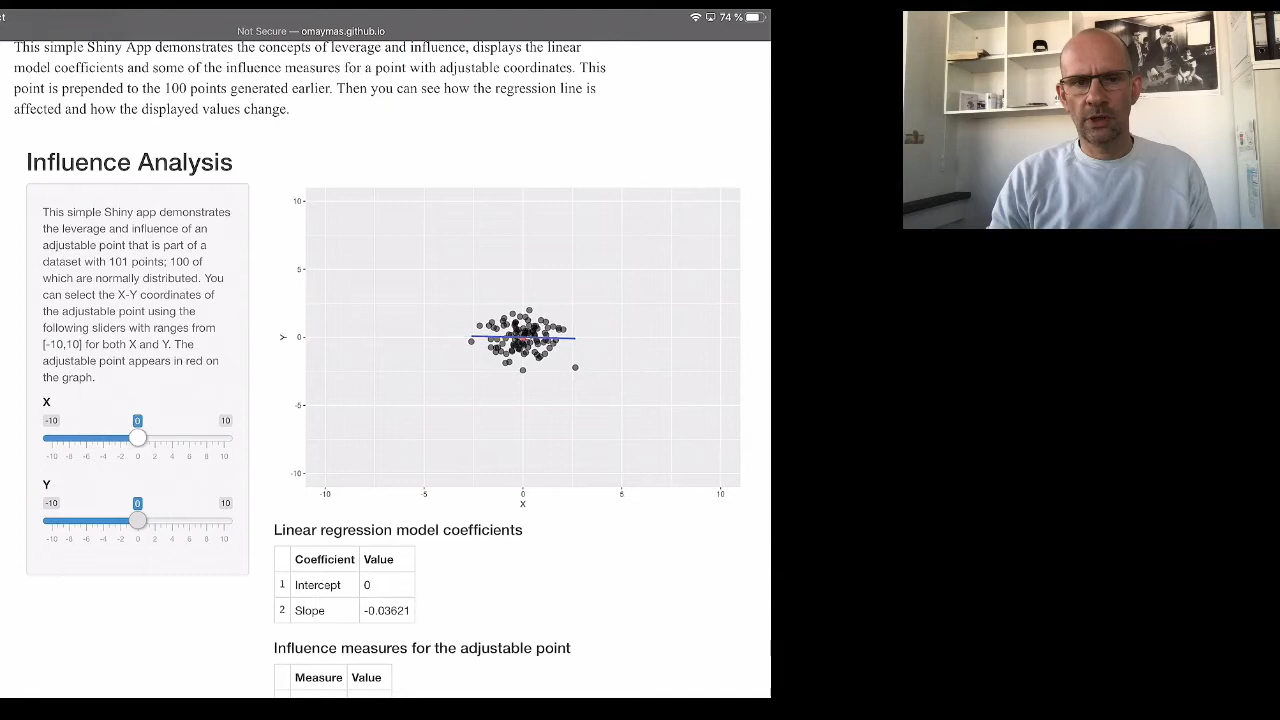 ct
74 %
Not Secure — omaymas.github.io
This simple Shiny App demonstrates the concepts of leverage and influence, displays the linear
model coefficients and some of the influence measures for a point with adjustable coordinates. This
point is prepended to the 100 points generated earlier. Then you can see how the regression line is
affected and how the displayed values change.
Influence Analysis
This simple Shiny app demonstrates
the leverage and influence of an
adjustable point that is part of a
dataset with 101 points; 100 of
which are normally distributed. You
can select the X-Y coordinates of
the adjustable point using the
following sliders with ranges from
[-10,10] for both X and Y. The
adjustable point appears in red on
the graph.
X
-10 0 10
-10 -8 -6 -4 -2 0 2 4 6 8 10
Y
-10 0 10
-10 -8 -6 -4 -2 0 2 4 6 8 10
10
5
0
-5
-10
Y
-10 -5 0 5 10
X
Linear regression model coefficients
Coefficient Value
1 Intercept 0
2 Slope -0.03621
Influence measures for the adjustable point
Measure Value